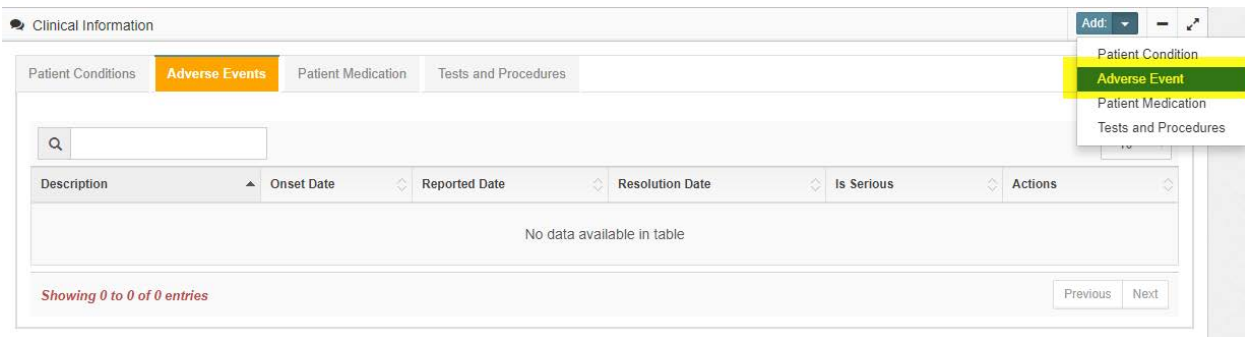 Clinical Information
Add:
Patient Condition
Adverse Event
Patient Medication
Tests and Procedures
Patient Conditions Adverse Events Patient Medication Tests and Procedures
Description Onset Date Reported Date Resolution Date Is Serious Actions
No data available in table
Showing 0 to 0 of 0 entries
Previous Next